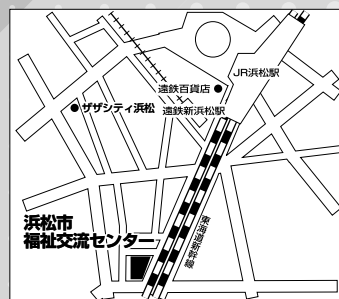 JR浜松駅
遠鉄百貨店
ザザシティ浜松
遠鉄新浜松駅
浜松市
福祉交流センター
東海道新幹線